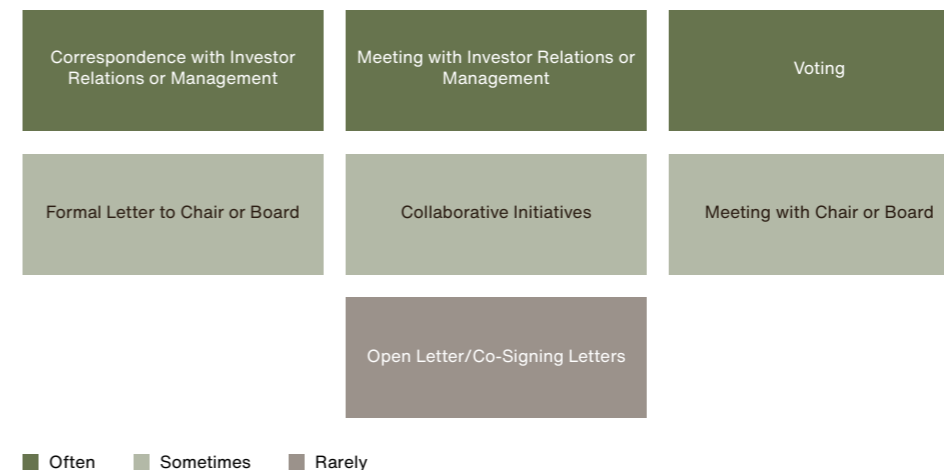 Correspondence with Investor
Relations or Management
Meeting with Investor Relations or
Management
Voting
Formal Letter to Chair or Board
Collaborative Initiatives
Meeting with Chair or Board
Open Letter/Co-Signing Letters
Often
Sometimes
Rarely